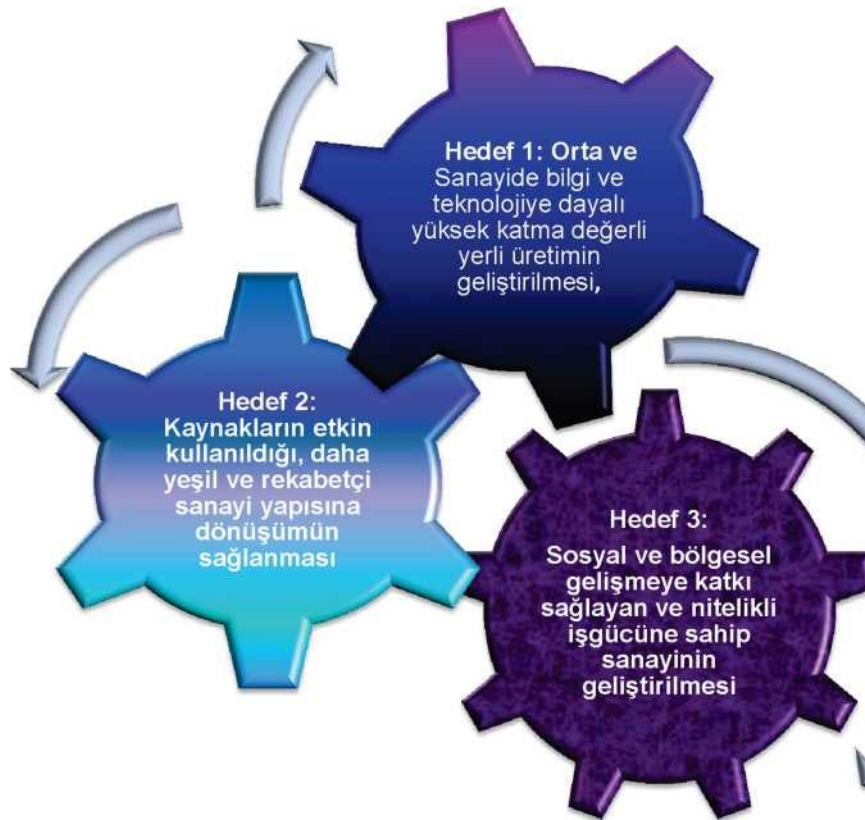 Hedef 1: Orta ve
Sanayide bilgi ve
teknolojiye dayalı
yüksek katma değerli
yerli üretimin
geliştirilmesi,
Hedef 2:
Kaynakların etkin
kullanıldığı, daha
yeşil ve rekabetçi
sanayi yapısına
dönüşümün
sağlanması
Hedef 3:
Sosyal ve bölgesel
gelişmeye katkı
sağlayan ve nitelikli
işgücüne sahip
sanayinin
geliştirilmesi